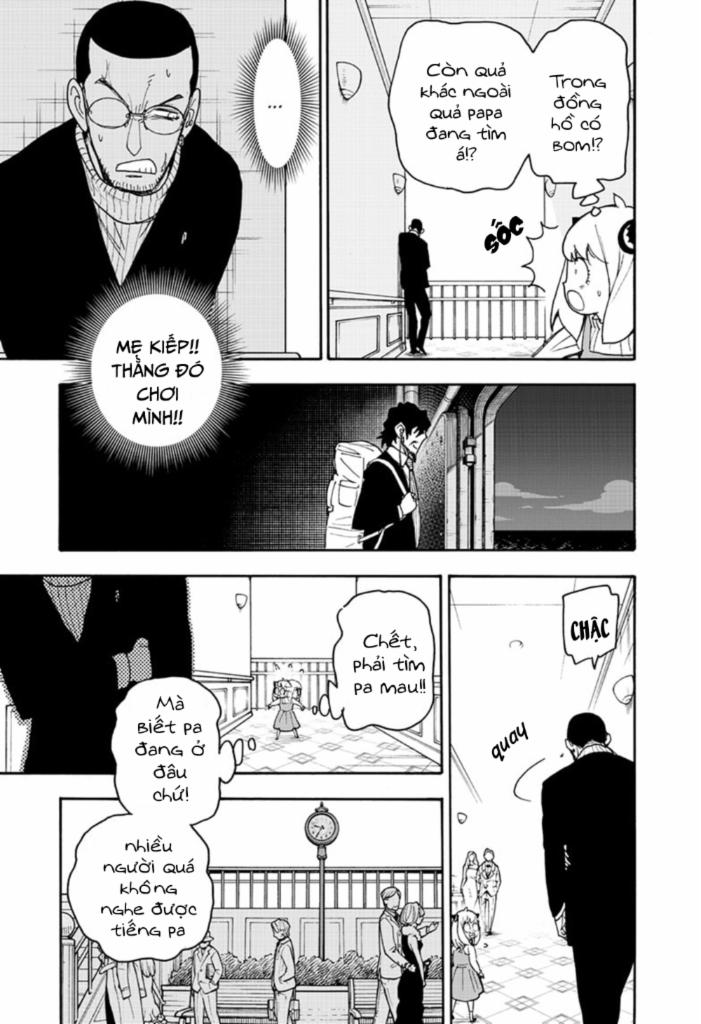 Trong
đồng
hồ có
bom!?
Còn quả
khác ngoài
quả papa
đang tìm
á!?
SỐC
...
MẸ KIẾP!!
THẰNG ĐÓ
CHƠI
MÌNH!!
CHẬC
quay
Chết,
phải tìm
pa mau!!
Mà
biết pa
đang ở
đâu
chứ!
nhiều
người quá
không
nghe được
tiếng pa